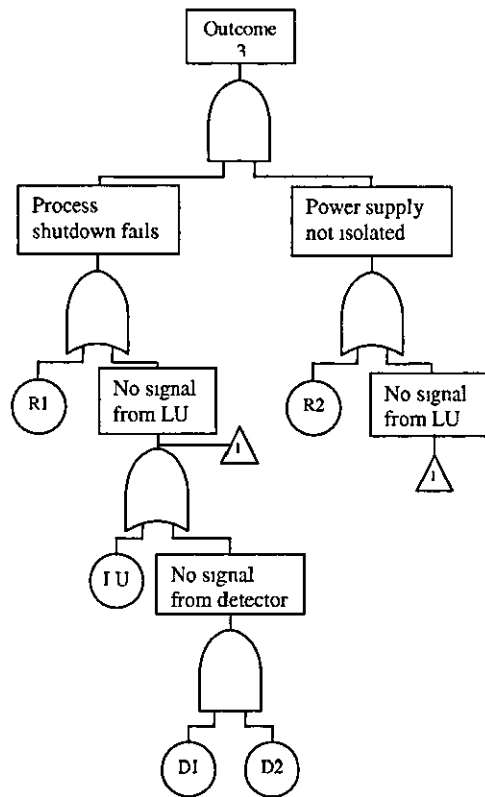 Outcome
3
Process
shutdown fails
Power supply
not isolated
R1
No signal
from LU
R2
No signal
from LU
1
1
LU
No signal
from detector
D1
D2